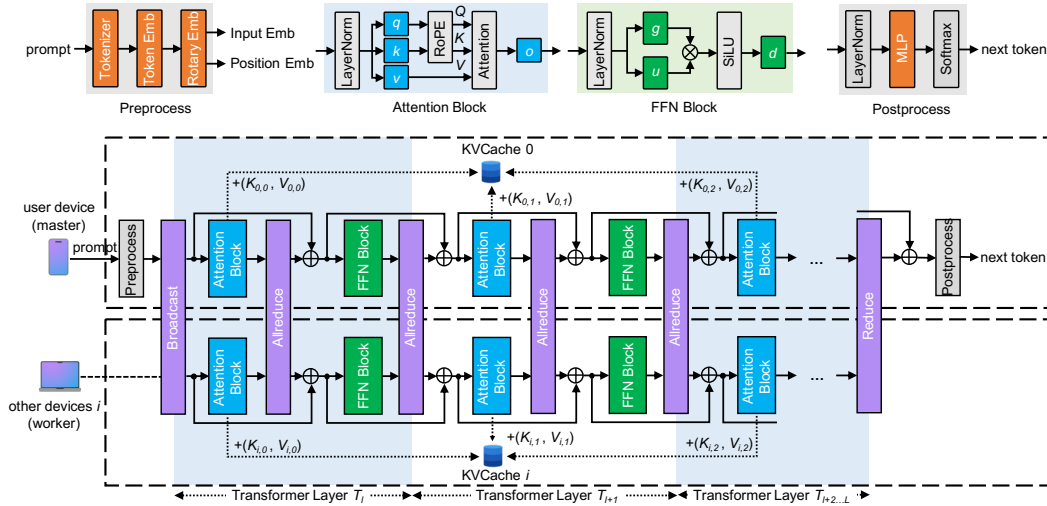 prompt
Tokenizer
Token Emb
Rotary Emb
Input Emb
Position Emb
Preprocess
LayerNorm
q
k
v
RoPE
Q
K
V
Attention
o
Attention Block
LayerNorm
g
u
SiLU
d
FFN Block
LayerNorm
MLP
Softmax
next token
Postprocess
KVCache 0
+(K0,0 , V0,0)
+(K0,1 , V0,1)
+(K0,2 , V0,2)
user device
(master)
prompt
Preprocess
Broadcast
Attention
Block
Allreduce
FFN Block
Allreduce
Attention
Block
Allreduce
FFN Block
Allreduce
Attention
Block
...
Reduce
Postprocess
next token
other devices i
(worker)
Attention
Block
FFN Block
Attention
Block
FFN Block
Attention
Block
...
+(Ki,0 , Vi,0)
+(Ki,1 , Vi,1)
+(Ki,2 , Vi,2)
KVCache i
Transformer Layer Tl
Transformer Layer Tl+1
Transformer Layer Tl+2...L